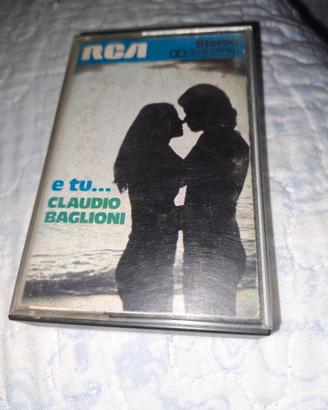 RCA
Stereo
e tu...
CLAUDIO
BAGLIONI